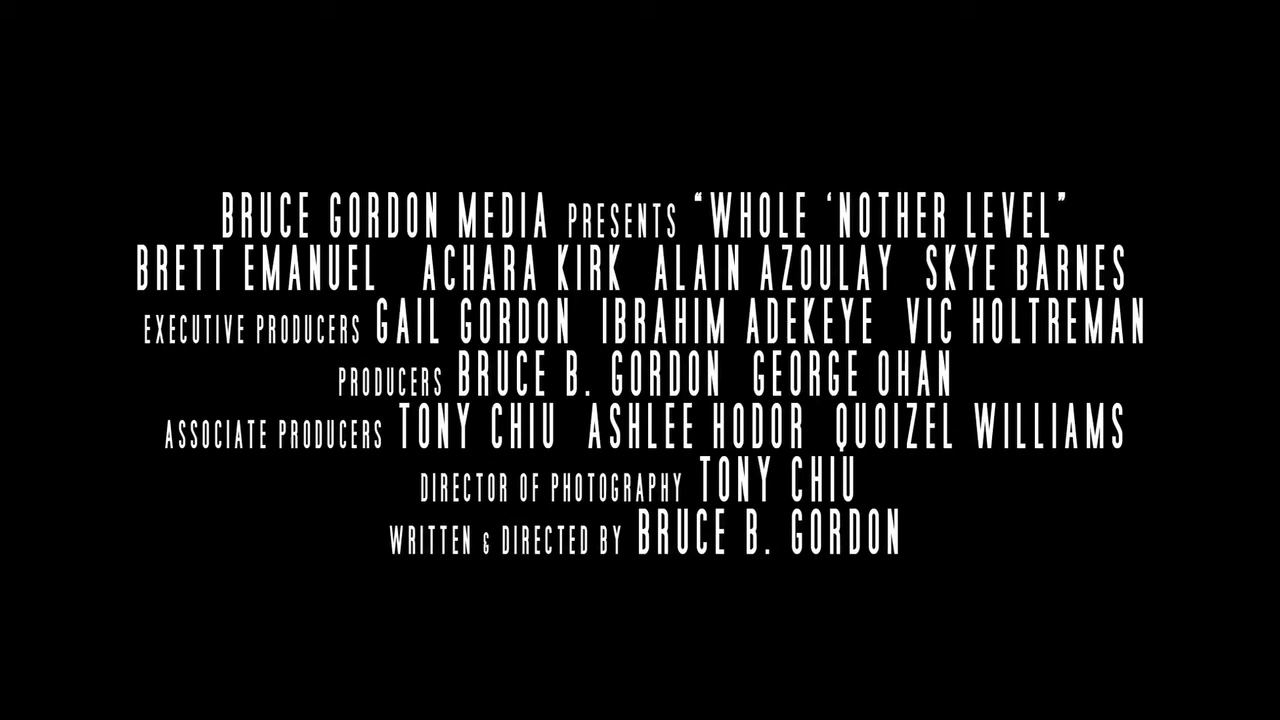 BRUCE GORDON MEDIA PRESENTS “WHOLE ‘NOTHER LEVEL”
BRETT EMANUEL ACHARA KIRK ALAIN AZOULAY SKYE BARNES
EXECUTIVE PRODUCERS GAIL GORDON IBRAHIM ADEKEYE VIC HOLTREMAN
PRODUCERS BRUCE B. GORDON GEORGE OHAN
ASSOCIATE PRODUCERS TONY CHIU ASHLEE HODOR QUOIZEL WILLIAMS
DIRECTOR OF PHOTOGRAPHY TONY CHIU
WRITTEN & DIRECTED BY BRUCE B. GORDON